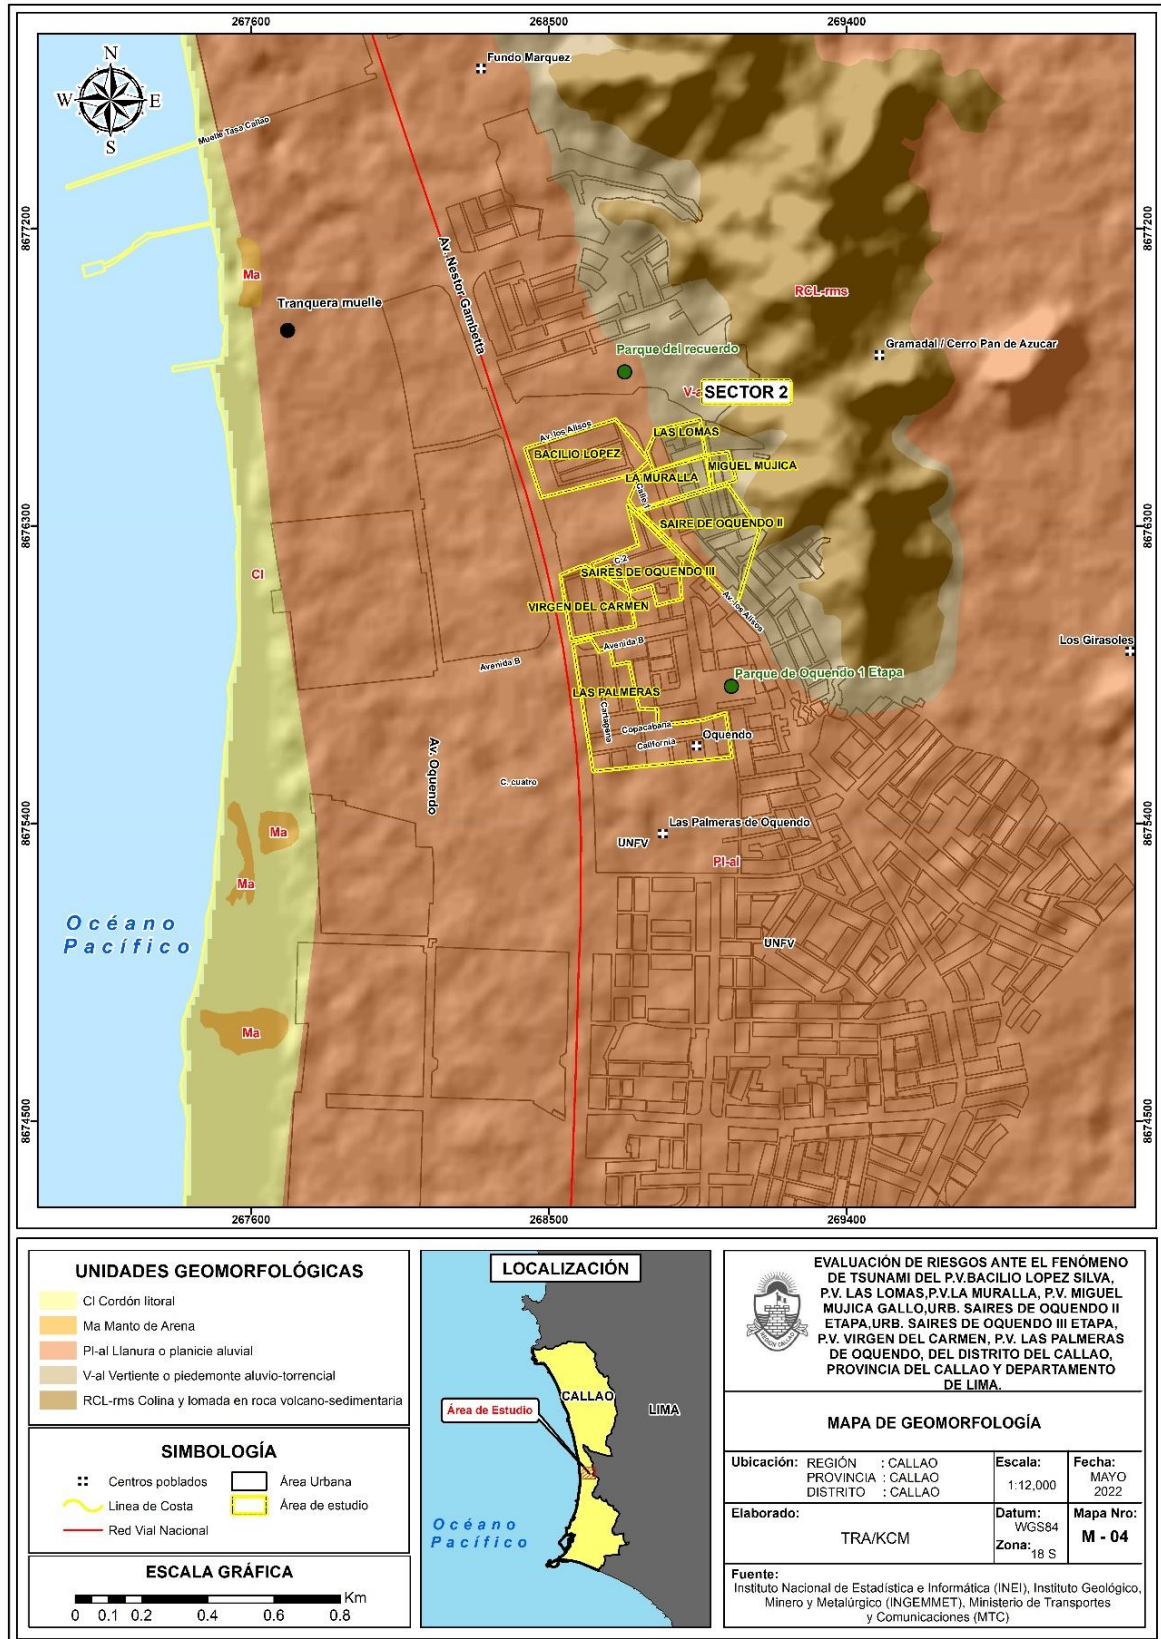 267600
268500
269400
N
W
E
S
Fundo Marquez
Muelle Tasa Callao
8677200
8677200
Av. Nestor Gambetta
Ma
RCL-rms
Tranquera muelle
Gramadal / Cerro Pan de Azucar
Parque del recuerdo
V-a
SECTOR 2
Av. los Alisos
LAS LOMAS
BACILIO LOPEZ
MIGUEL MUJICA
LA MURALLA
Calle 1
SAIRE DE OQUENDO II
8676300
8676300
C-2
SAIRES DE OQUENDO III
Cl
VIRGEN DEL CARMEN
Av. los Alisos
Avenida B
Los Girasoles
Avenida B
Parque de Oquendo 1 Etapa
LAS PALMERAS
Cartagena
Copacabana
California
Oquendo
Av. Oquendo
C. cuatro
8675400
8675400
Las Palmeras de Oquendo
Ma
UNFV
Pl-al
Ma
Océano
Pacífico
UNFV
Ma
8674500
8674500
267600
268500
269400
UNIDADES GEOMORFOLÓGICAS
Cl Cordón litoral
Ma Manto de Arena
Pl-al Llanura o planicie aluvial
V-al Vertiente o piedemonte aluvio-torrencial
RCL-rms Colina y lomada en roca volcano-sedimentaria
SIMBOLOGÍA
Centros poblados
Área Urbana
Linea de Costa
Área de estudio
Red Vial Nacional
ESCALA GRÁFICA
Km
0 0.1 0.2 0.4 0.6 0.8
LOCALIZACIÓN
CALLAO
LIMA
Área de Estudio
Océano
Pacífico
REGIÓN CALLAO
EVALUACIÓN DE RIESGOS ANTE EL FENÓMENO
DE TSUNAMI DEL P.V.BACILIO LOPEZ SILVA,
P.V. LAS LOMAS,P.V.LA MURALLA, P.V. MIGUEL
MUJICA GALLO,URB. SAIRES DE OQUENDO II
ETAPA,URB. SAIRES DE OQUENDO III ETAPA,
P.V. VIRGEN DEL CARMEN, P.V. LAS PALMERAS
DE OQUENDO, DEL DISTRITO DEL CALLAO,
PROVINCIA DEL CALLAO Y DEPARTAMENTO
DE LIMA.
MAPA DE GEOMORFOLOGÍA
Ubicación: REGIÓN : CALLAO
PROVINCIA : CALLAO
DISTRITO : CALLAO
Escala:
1:12,000
Fecha:
MAYO
2022
Elaborado:
TRA/KCM
Datum:
WGS84
Zona: 18 S
Mapa Nro:
M - 04
Fuente:
Instituto Nacional de Estadística e Informática (INEI), Instituto Geológico,
Minero y Metalúrgico (INGEMMET), Ministerio de Transportes
y Comunicaciones (MTC)